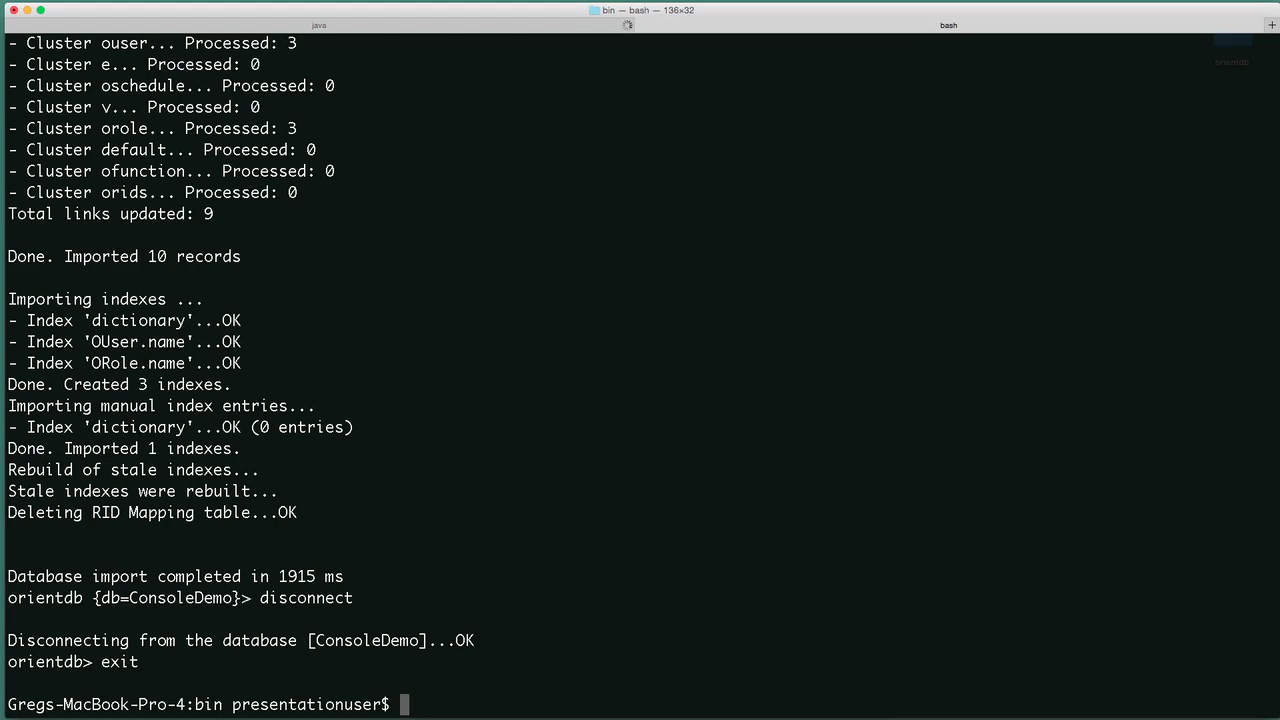 bin — bash — 136×32
java
bash
+
orientdb
- Cluster ouser... Processed: 3
- Cluster e... Processed: 0
- Cluster oschedule... Processed: 0
- Cluster v... Processed: 0
- Cluster orole... Processed: 3
- Cluster default... Processed: 0
- Cluster ofunction... Processed: 0
- Cluster orids... Processed: 0
Total links updated: 9
Done. Imported 10 records
Importing indexes ...
- Index 'dictionary'...OK
- Index 'OUser.name'...OK
- Index 'ORole.name'...OK
Done. Created 3 indexes.
Importing manual index entries...
- Index 'dictionary'...OK (0 entries)
Done. Imported 1 indexes.
Rebuild of stale indexes...
Stale indexes were rebuilt...
Deleting RID Mapping table...OK
Database import completed in 1915 ms
orientdb {db=ConsoleDemo}> disconnect
Disconnecting from the database [ConsoleDemo]...OK
orientdb> exit
Gregs-MacBook-Pro-4:bin presentationuser$